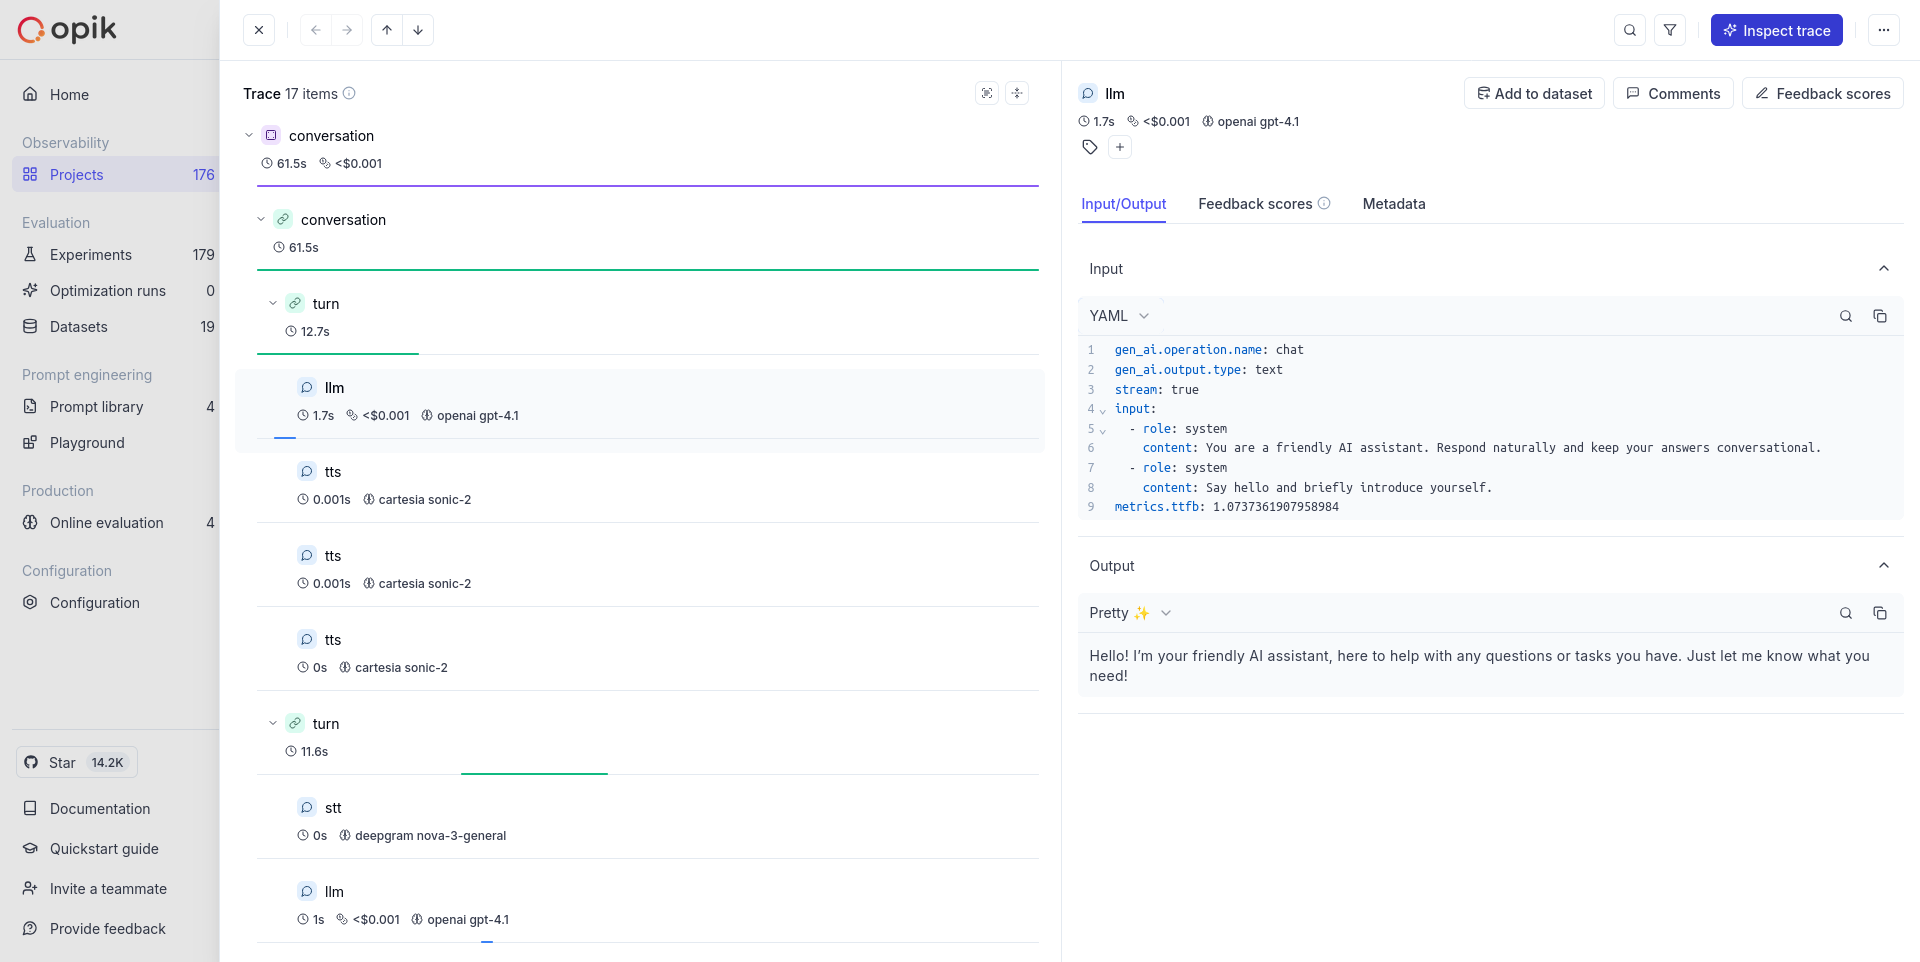 opik
Home
Observability
Projects 176
Evaluation
Experiments 179
Optimization runs 0
Datasets 19
Prompt engineering
Prompt library 4
Playground
Production
Online evaluation 4
Configuration
Configuration
Star 14.2K
Documentation
Quickstart guide
Invite a teammate
Provide feedback
Inspect trace
Trace 17 items
conversation
61.5s <$0.001
conversation
61.5s
turn
12.7s
llm
1.7s <$0.001 openai gpt-4.1
tts
0.001s cartesia sonic-2
tts
0.001s cartesia sonic-2
tts
0s cartesia sonic-2
turn
11.6s
stt
0s deepgram nova-3-general
llm
1s <$0.001 openai gpt-4.1
llm
Add to dataset Comments Feedback scores
1.7s <$0.001 openai gpt-4.1
Input/Output Feedback scores Metadata
Input
YAML
1 gen_ai.operation.name: chat
2 gen_ai.output.type: text
3 stream: true
4 input:
5 - role: system
6 content: You are a friendly AI assistant. Respond naturally and keep your answers conversational.
7 - role: system
8 content: Say hello and briefly introduce yourself.
9 metrics.ttfb: 1.0737361907958984
Output
Pretty ✨
Hello! I’m your friendly AI assistant, here to help with any questions or tasks you have. Just let me know what you
need!